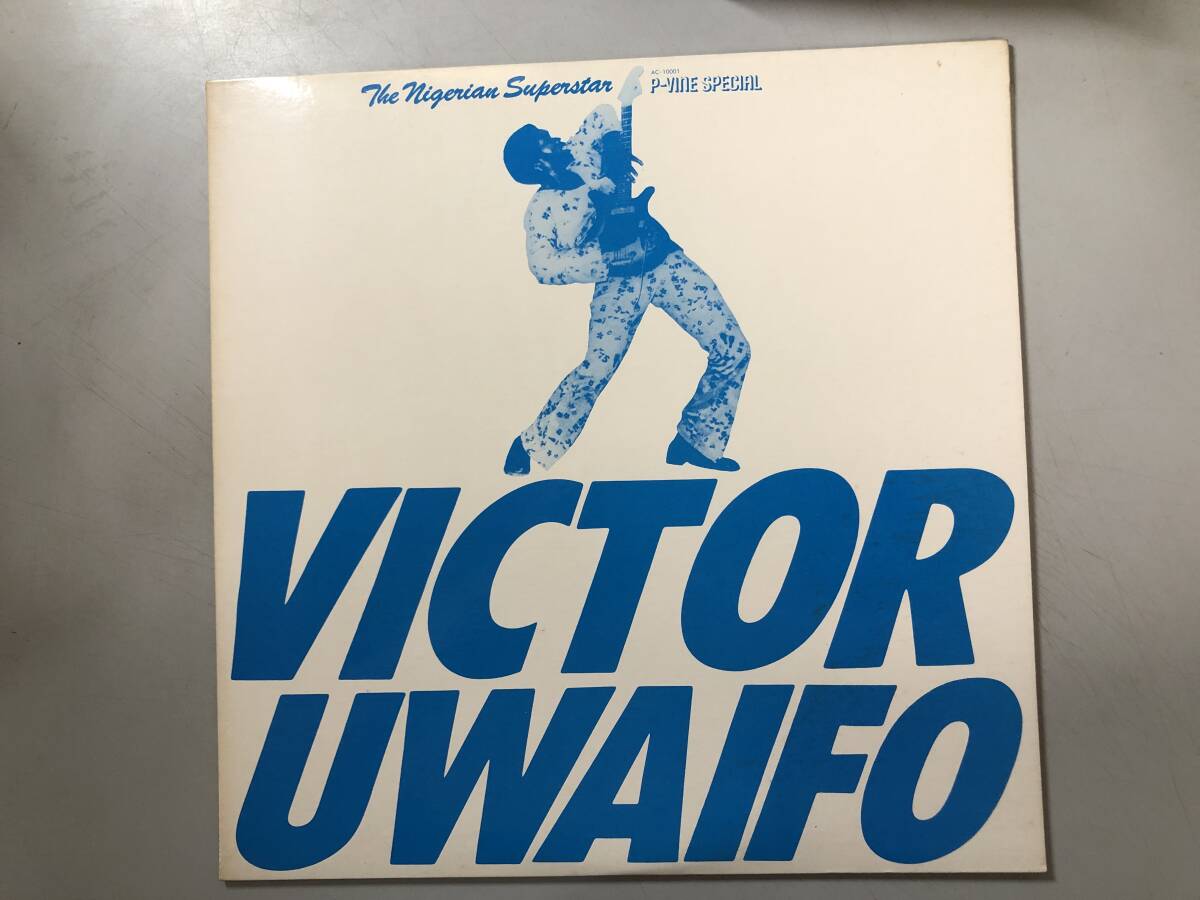 The Nigerian Superstar
AC-10001
P-VINE SPECIAL
VICTOR
UWAIFO